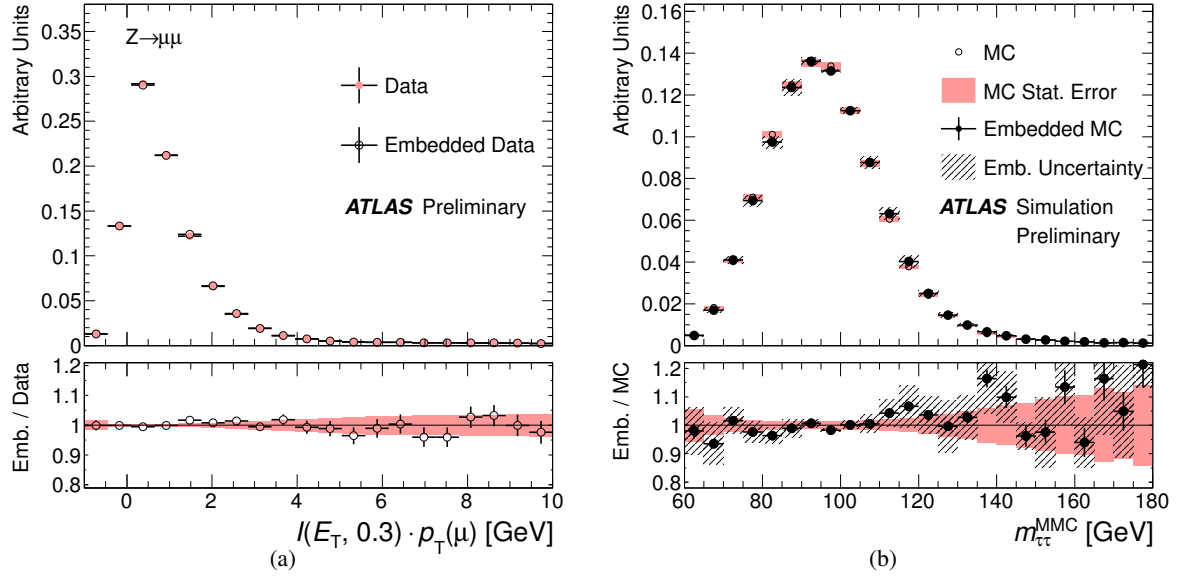 Arbitrary Units
0.35
0.3
0.25
0.2
0.15
0.1
0.05
0
Z→μμ
Data
Embedded Data
ATLAS Preliminary
Emb. / Data
1.2
1.1
1
0.9
0.8
0 2 4 6 8 10
I(E_T, 0.3) · p_T(μ) [GeV]
(a)
Arbitrary Units
0.16
0.14
0.12
0.1
0.08
0.06
0.04
0.02
0
MC
MC Stat. Error
Embedded MC
Emb. Uncertainty
ATLAS Simulation
Preliminary
Emb. / MC
1.2
1.1
1
0.9
0.8
60 80 100 120 140 160 180
m_ττ^MMC [GeV]
(b)